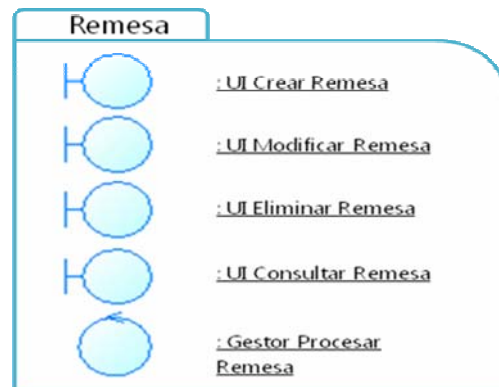 Remesa
: UI Crear Remesa
: UI Modificar Remesa
: UI Eliminar Remesa
: UI Consultar Remesa
: Gestor Procesar
Remesa